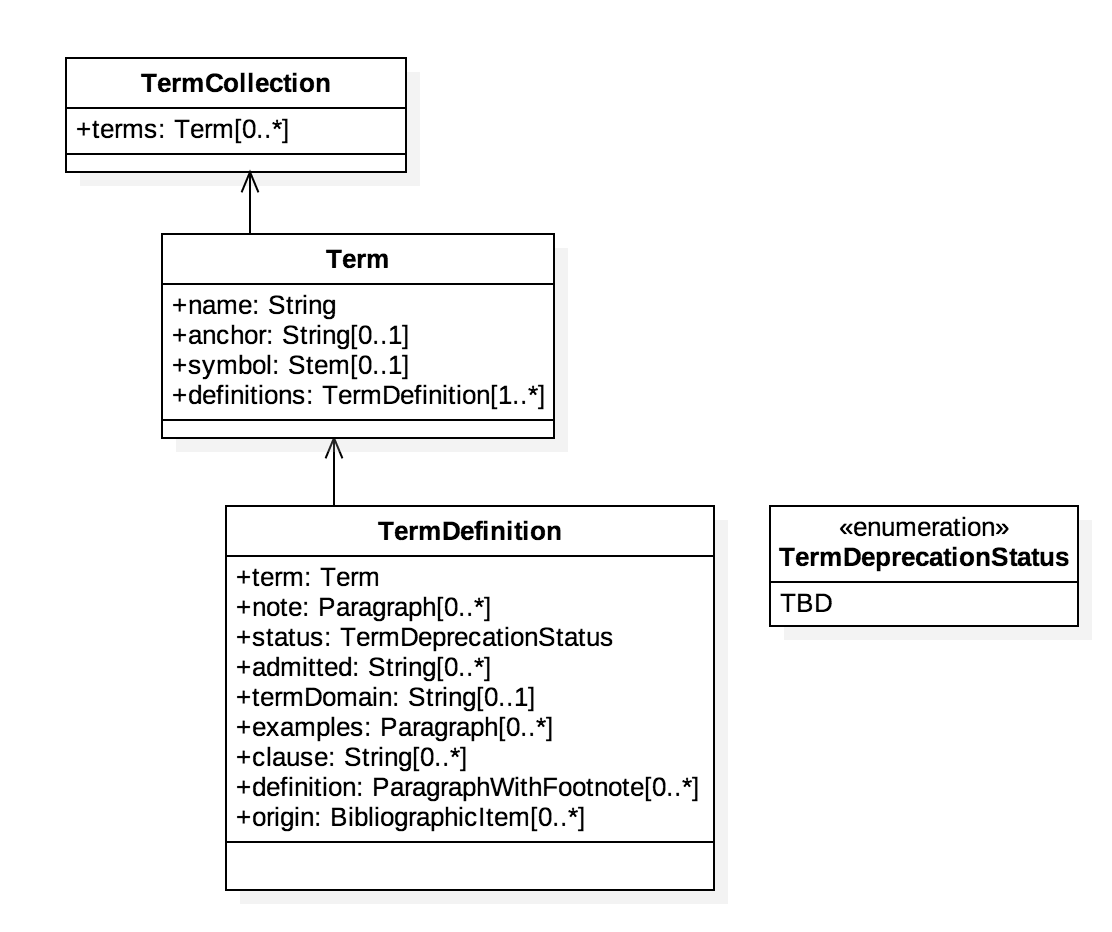 TermCollection
+terms: Term[0..*]
Term
+name: String
+anchor: String[0..1]
+symbol: Stem[0..1]
+definitions: TermDefinition[1..*]
TermDefinition
+term: Term
+note: Paragraph[0..*]
+status: TermDeprecationStatus
+admitted: String[0..*]
+termDomain: String[0..1]
+examples: Paragraph[0..*]
+clause: String[0..*]
+definition: ParagraphWithFootnote[0..*]
+origin: BibliographicItem[0..*]
«enumeration»
TermDeprecationStatus
TBD